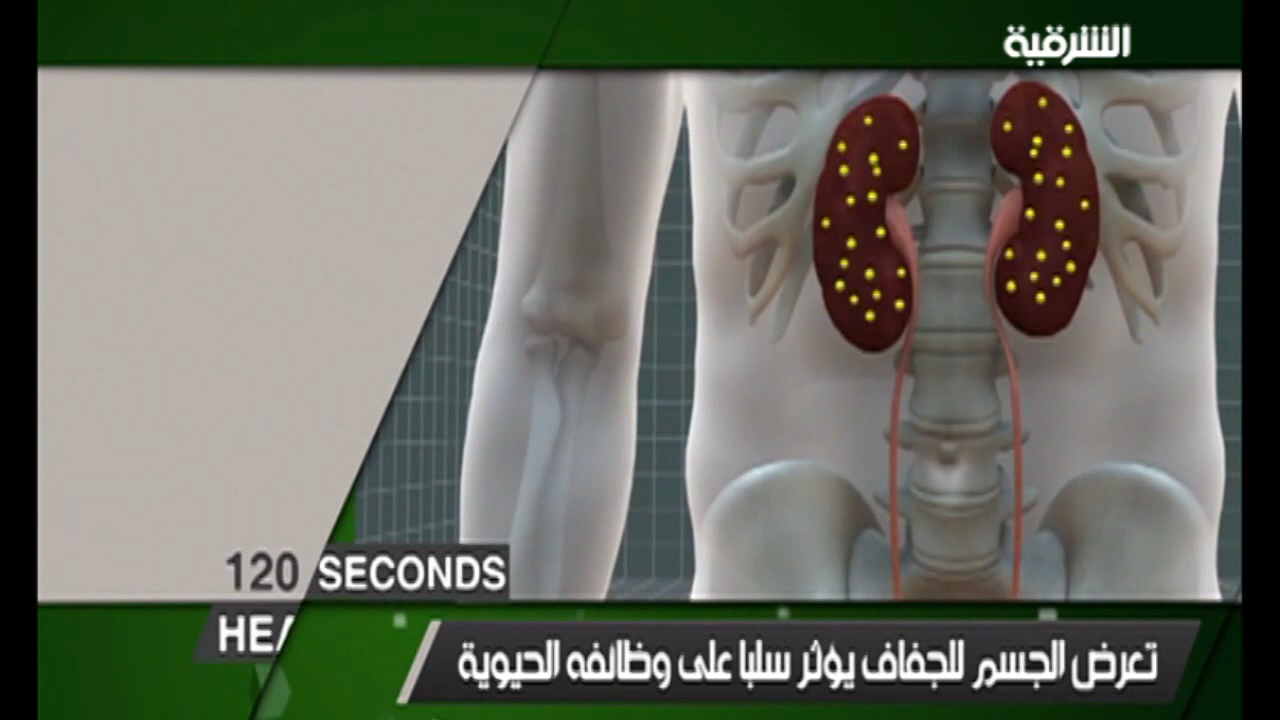 الشرقية
120 SECONDS
HEA
تعرض الجسم للجفاف يؤثر سلبا على وظائفه الحيوية